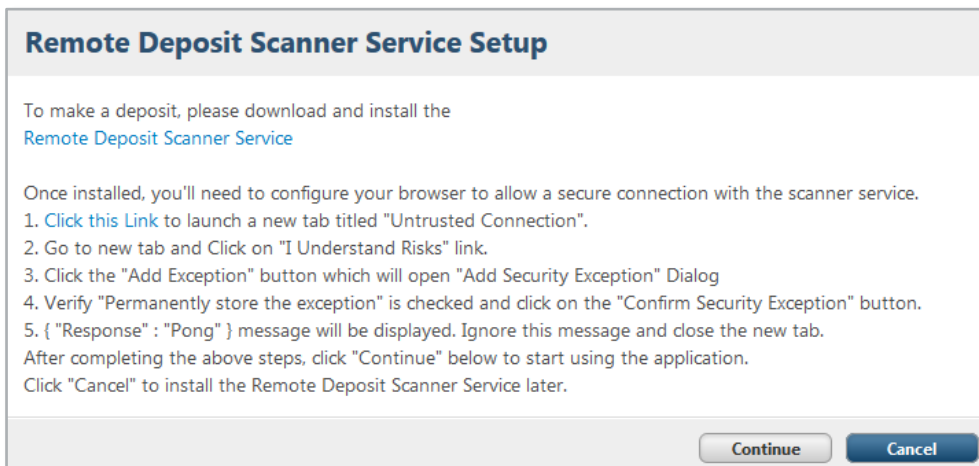 Remote Deposit Scanner Service Setup
To make a deposit, please download and install the
Remote Deposit Scanner Service
Once installed, you'll need to configure your browser to allow a secure connection with the scanner service.
1. Click this Link to launch a new tab titled "Untrusted Connection".
2. Go to new tab and Click on "I Understand Risks" link.
3. Click the "Add Exception" button which will open "Add Security Exception" Dialog
4. Verify "Permanently store the exception" is checked and click on the "Confirm Security Exception" button.
5. { "Response" : "Pong" } message will be displayed. Ignore this message and close the new tab.
After completing the above steps, click "Continue" below to start using the application.
Click "Cancel" to install the Remote Deposit Scanner Service later.
Continue Cancel